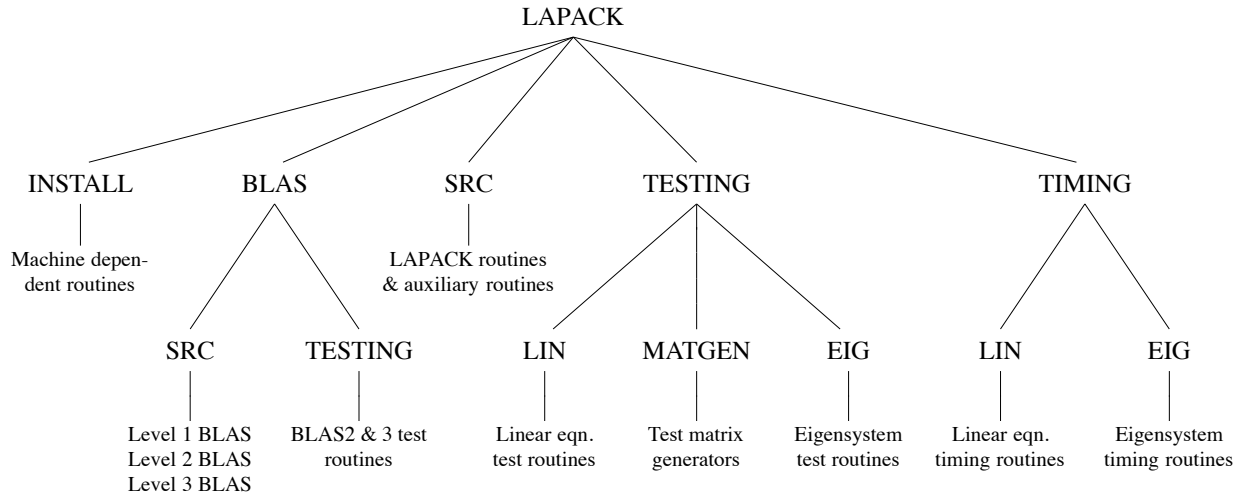 LAPACK
INSTALL
BLAS
SRC
TESTING
TIMING
Machine depen-
dent routines
LAPACK routines
& auxiliary routines
SRC
TESTING
LIN
MATGEN
EIG
LIN
EIG
Level 1 BLAS
Level 2 BLAS
Level 3 BLAS
BLAS2 & 3 test
routines
Linear eqn.
test routines
Test matrix
generators
Eigensystem
test routines
Linear eqn.
timing routines
Eigensystem
timing routines